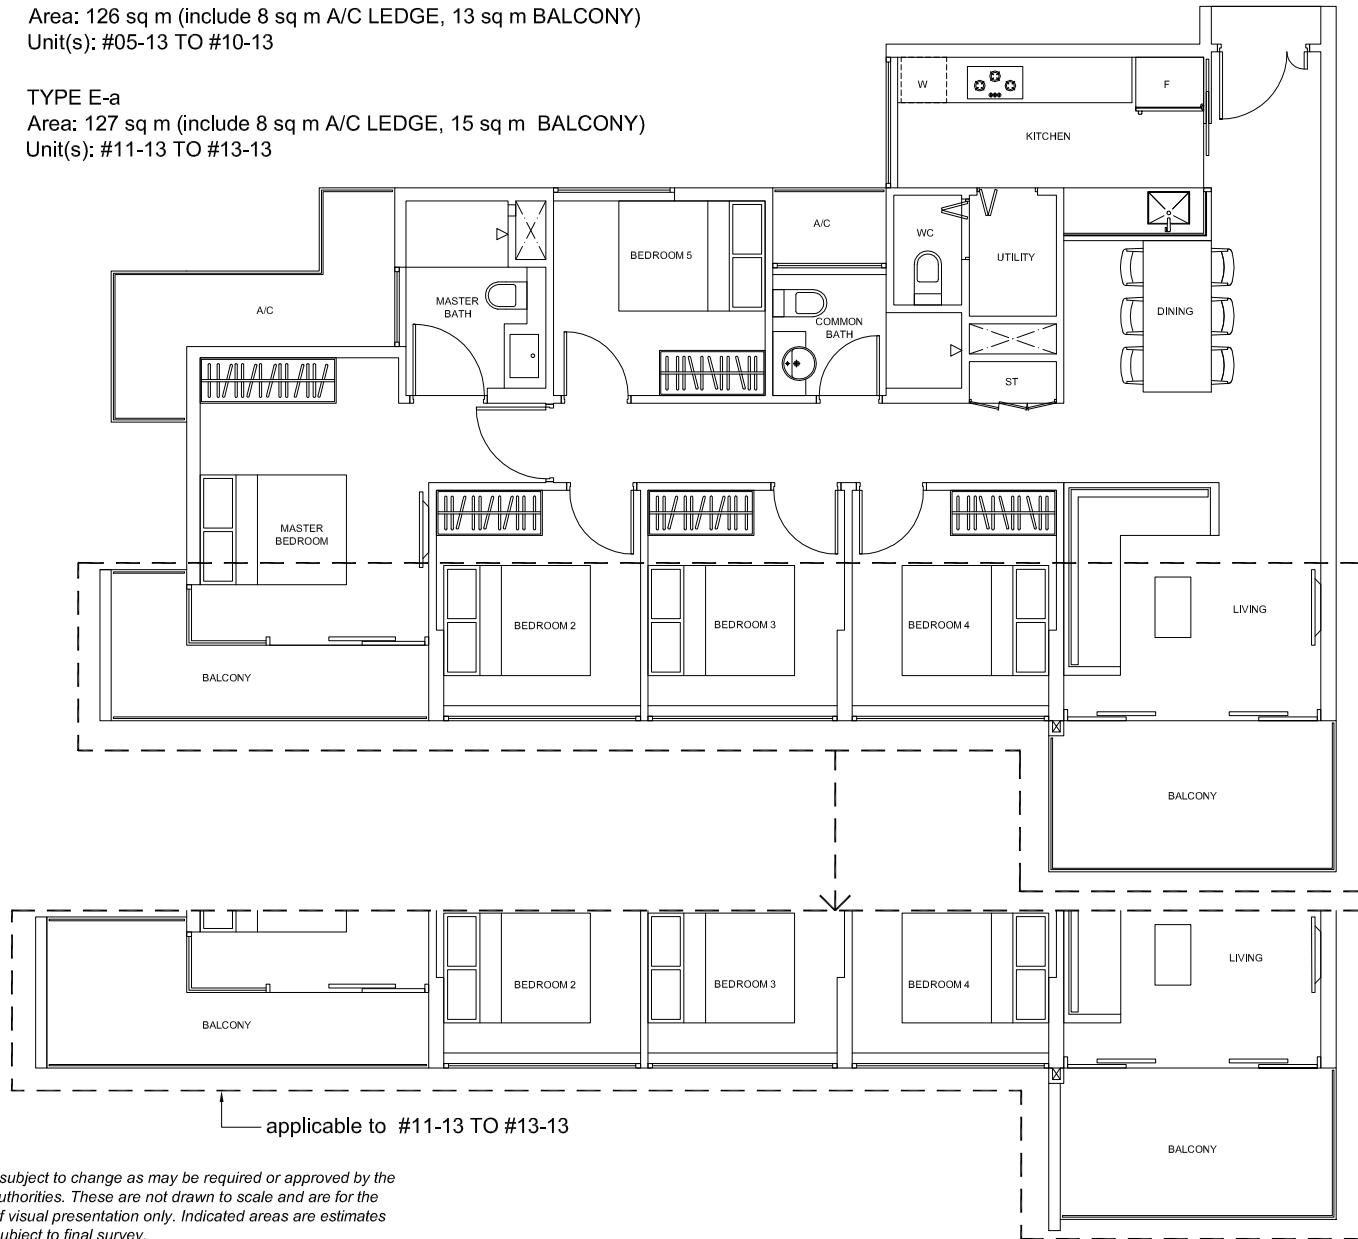 Area: 126 sq m (include 8 sq m A/C LEDGE, 13 sq m BALCONY)
Unit(s): #05-13 TO #10-13
TYPE E-a
Area: 127 sq m (include 8 sq m A/C LEDGE, 15 sq m BALCONY)
Unit(s): #11-13 TO #13-13
W
F
KITCHEN
A/C
WC
BEDROOM 5
UTILITY
A/C
MASTER
BATH
DINING
COMMON
BATH
ST
MASTER
BEDROOM
LIVING
BEDROOM 2
BEDROOM 3
BEDROOM 4
BALCONY
BALCONY
LIVING
BEDROOM 2
BEDROOM 3
BEDROOM 4
BALCONY
applicable to #11-13 TO #13-13
BALCONY
subject to change as may be required or approved by the
uthorities. These are not drawn to scale and are for the
f visual presentation only. Indicated areas are estimates
ubject to final survey.